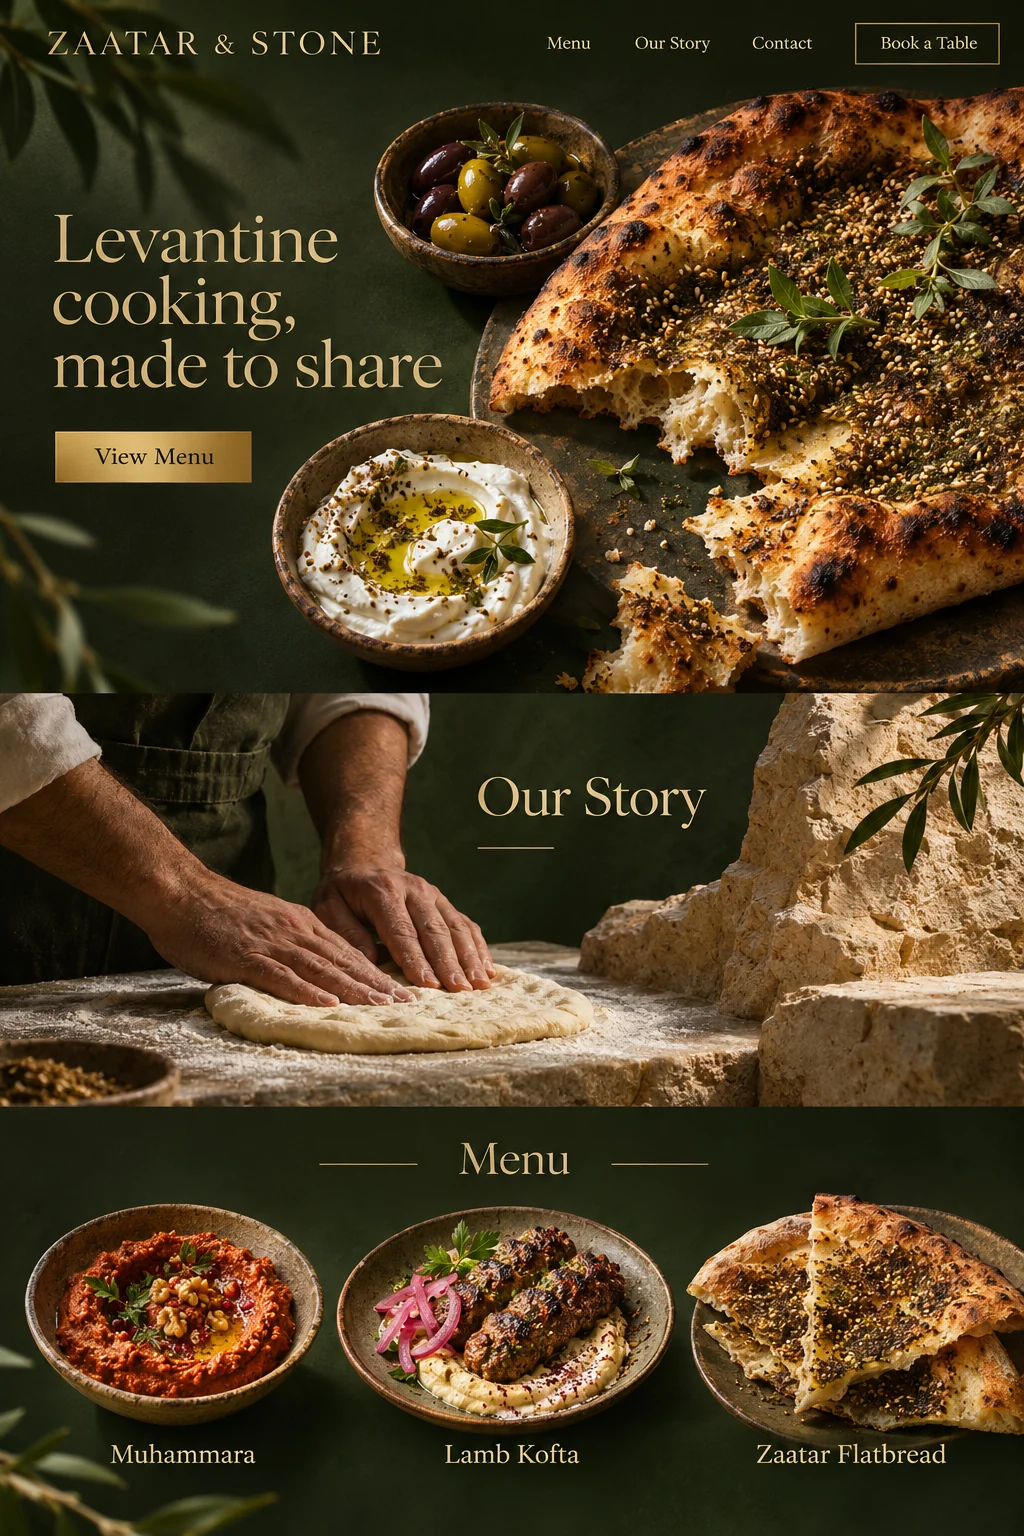 ZAATAR & STONE
Menu
Our Story
Contact
Book a Table
Levantine
cooking,
made to share
View Menu
Our Story
Menu
Muhammara
Lamb Kofta
Zaatar Flatbread